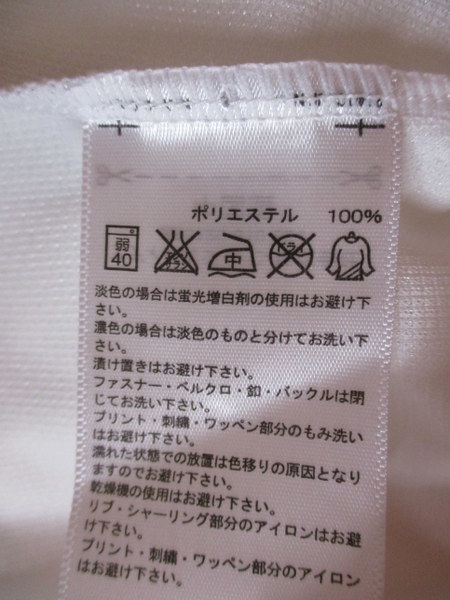 ポリエステル 100%
弱
40
エンソ
サラシ
中
ドライ
淡色の場合は蛍光増白剤の使用はお避け下
さい。
濃色の場合は淡色のものと分けてお洗い下
さい。
漬け置きはお避け下さい。
ファスナー・ベルクロ・釦・バックルは閉
じてお洗い下さい。
プリント・刺繍・ワッペン部分のもみ洗い
はお避け下さい。
濡れた状態での放置は色移りの原因となり
ますのでお避け下さい。
乾燥機の使用はお避け下さい。
リブ・シャーリング部分のアイロンはお避
け下さい。
プリント・刺繍・ワッペン部分のアイロン
はお避け下さい。